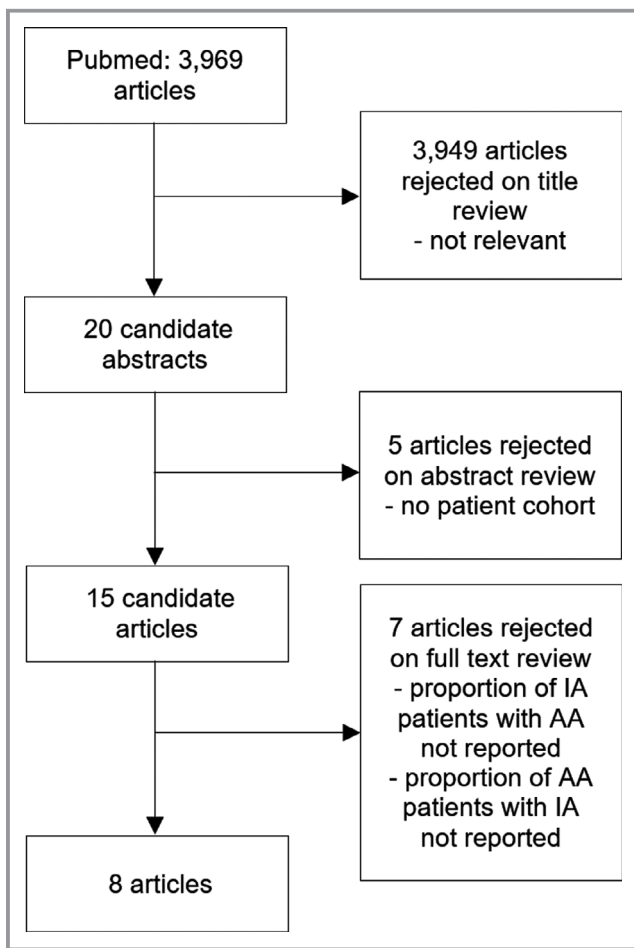 Pubmed: 3,969
articles
3,949 articles
rejected on title
review
- not relevant
20 candidate
abstracts
5 articles rejected
on abstract review
- no patient cohort
15 candidate
articles
7 articles rejected
on full text review
- proportion of IA
patients with AA
not reported
- proportion of AA
patients with IA
not reported
8 articles